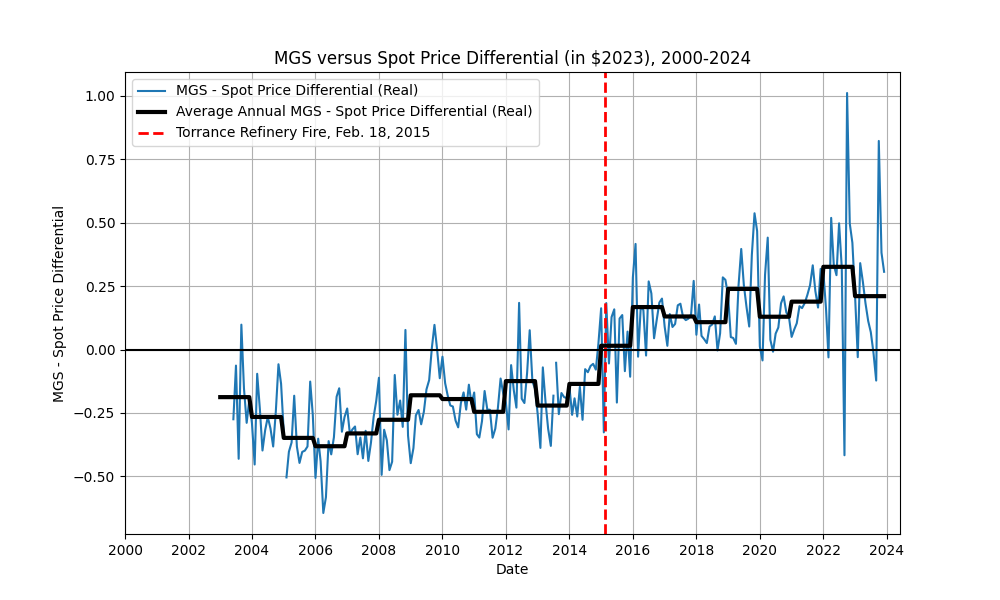 MGS versus Spot Price Differential (in $2023), 2000-2024
MGS - Spot Price Differential (Real)
Average Annual MGS - Spot Price Differential (Real)
Torrance Refinery Fire, Feb. 18, 2015
MGS - Spot Price Differential
1.00
0.75
0.50
0.25
0.00
−0.25
−0.50
2000 2002 2004 2006 2008 2010 2012 2014 2016 2018 2020 2022 2024
Date